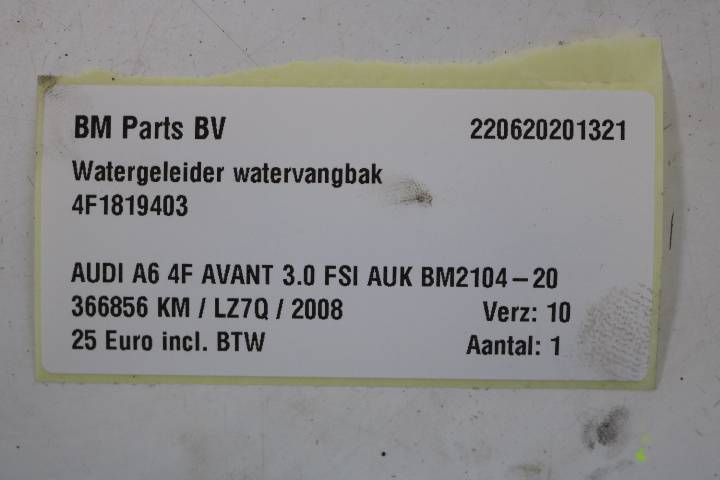 BM Parts BV 220620201321
Watergeleider watervangbak
4F1819403
AUDI A6 4F AVANT 3.0 FSI AUK BM2104-20
366856 KM / LZ7Q / 2008 Verz: 10
25 Euro incl. BTW Aantal: 1